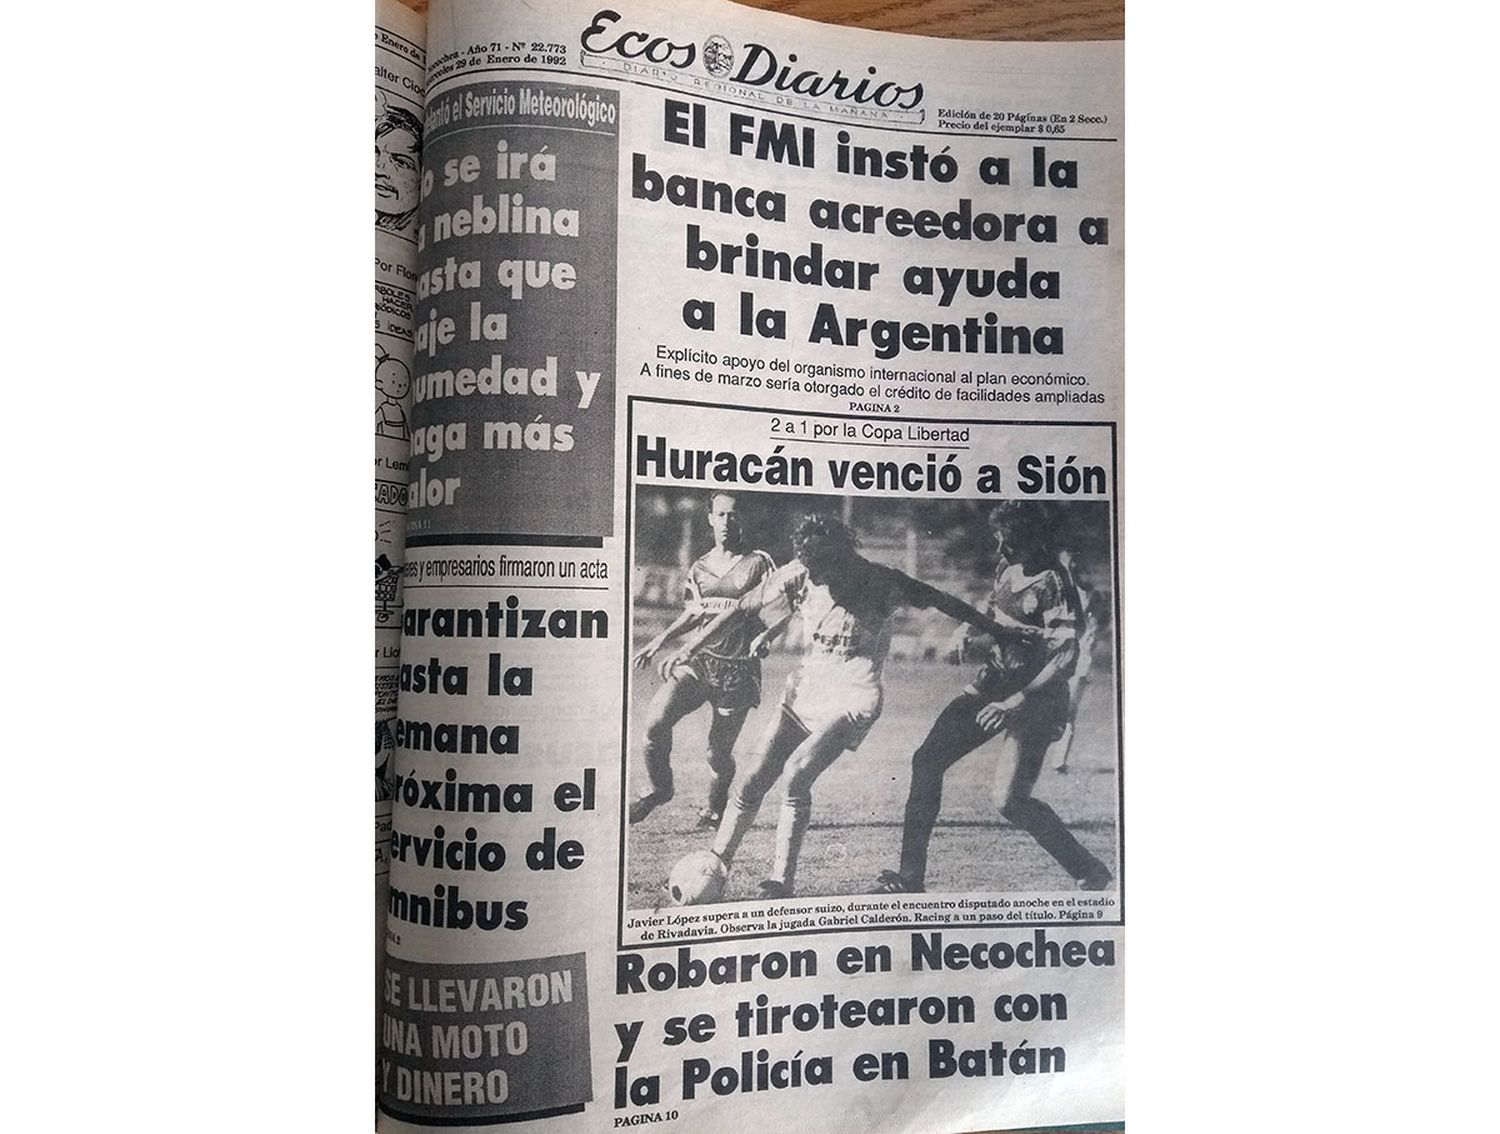 Ecos Diarios
DIARIO REGIONAL DE LA MAÑANA
Año 71 - Nº 22.773
29 de Enero de 1992
Edición de 20 Páginas (En 2 Secc.)
Precio del ejemplar $ 0,65
el Servicio Meteorológico
o se irá
a neblina
asta que
aje la
umedad y
aga más
alor
El FMI instó a la
banca acreedora a
brindar ayuda
a la Argentina
Explícito apoyo del organismo internacional al plan económico.
A fines de marzo sería otorgado el crédito de facilidades ampliadas
PAGINA 2
2 a 1 por la Copa Libertad
Huracán venció a Sión
Javier López supera a un defensor suizo, durante el encuentro disputado anoche en el estadio
de Rivadavia. Observa la jugada Gabriel Calderón. Racing a un paso del título. Página 9
y empresarios firmaron un acta
arantizan
asta la
emana
róxima el
ervicio de
mnibus
SE LLEVARON
UNA MOTO
Y DINERO
Robaron en Necochea
y se tirotearon con
la Policía en Batán
PAGINA 10